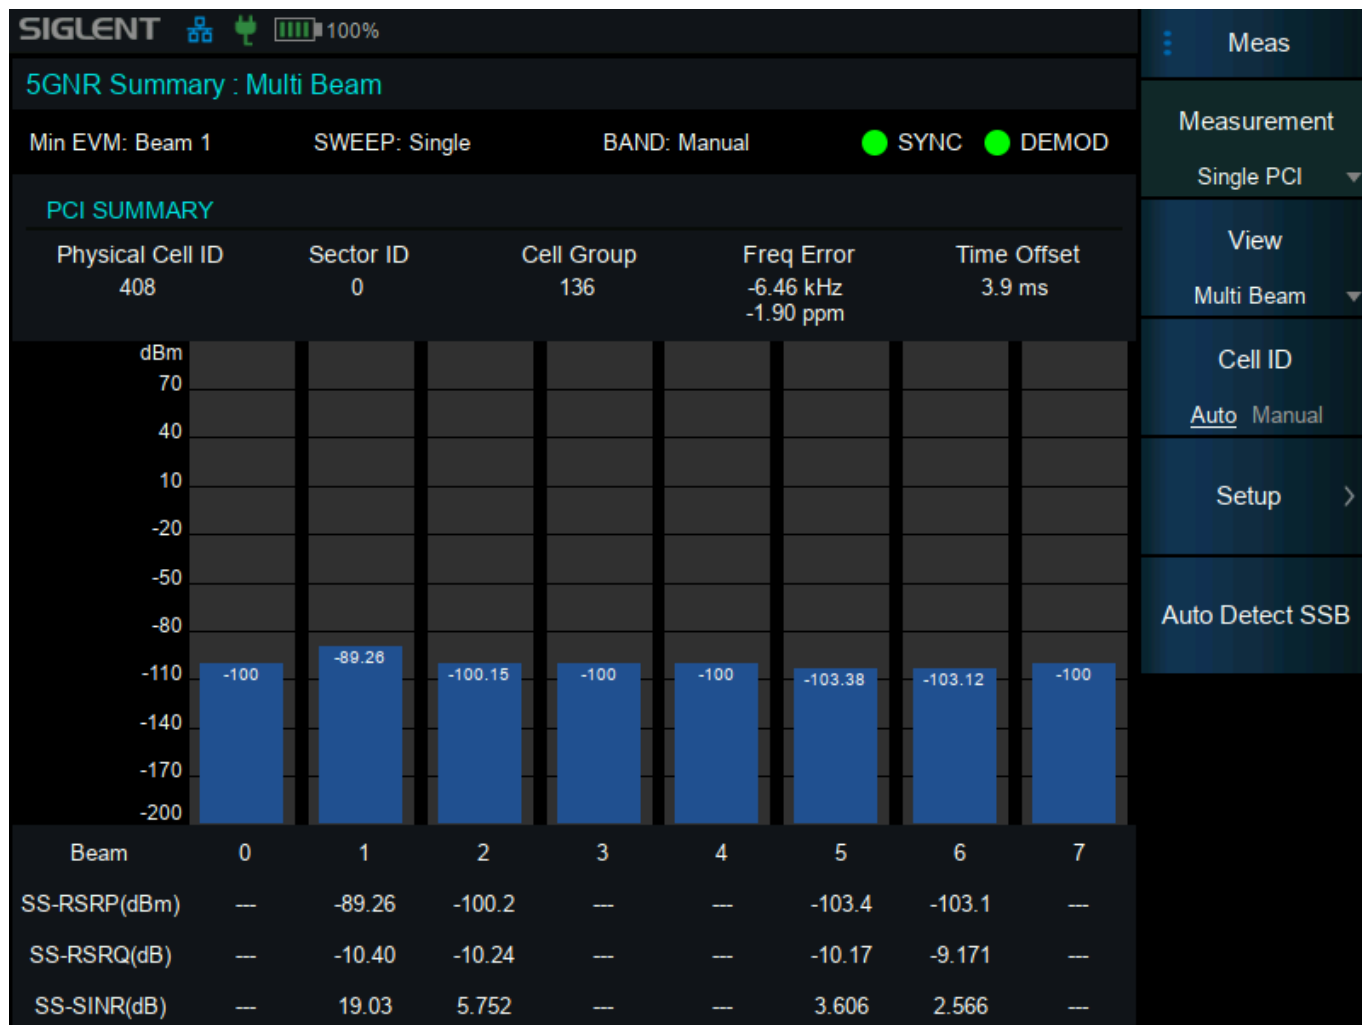 SIGLENT 100%
Meas
5GNR Summary : Multi Beam
Min EVM: Beam 1 SWEEP: Single BAND: Manual SYNC DEMOD
Measurement
Single PCI
PCI SUMMARY
Physical Cell ID Sector ID Cell Group Freq Error Time Offset
408 0 136 -6.46 kHz 3.9 ms
-1.90 ppm
View
Multi Beam
Cell ID
Auto Manual
Setup
Auto Detect SSB
dBm
70
40
10
-20
-50
-80
-110
-140
-170
-200
-100 -89.26 -100.15 -100 -100 -103.38 -103.12 -100
Beam 0 1 2 3 4 5 6 7
SS-RSRP(dBm) --- -89.26 -100.2 --- --- -103.4 -103.1 ---
SS-RSRQ(dB) --- -10.40 -10.24 --- --- -10.17 -9.171 ---
SS-SINR(dB) --- 19.03 5.752 --- --- 3.606 2.566 ---